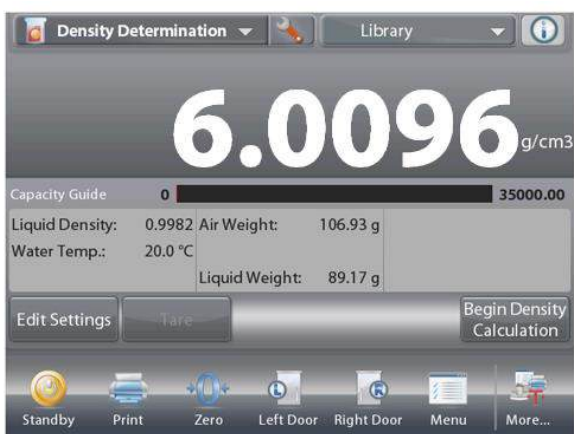 Density Determination Library
6.0096 g/cm3
Capacity Guide 0 35000.00
Liquid Density: 0.9982 Air Weight: 106.93 g
Water Temp.: 20.0 °C
Liquid Weight: 89.17 g
Edit Settings Tare Begin Density
Calculation
Standby Print Zero Left Door Right Door Menu More...